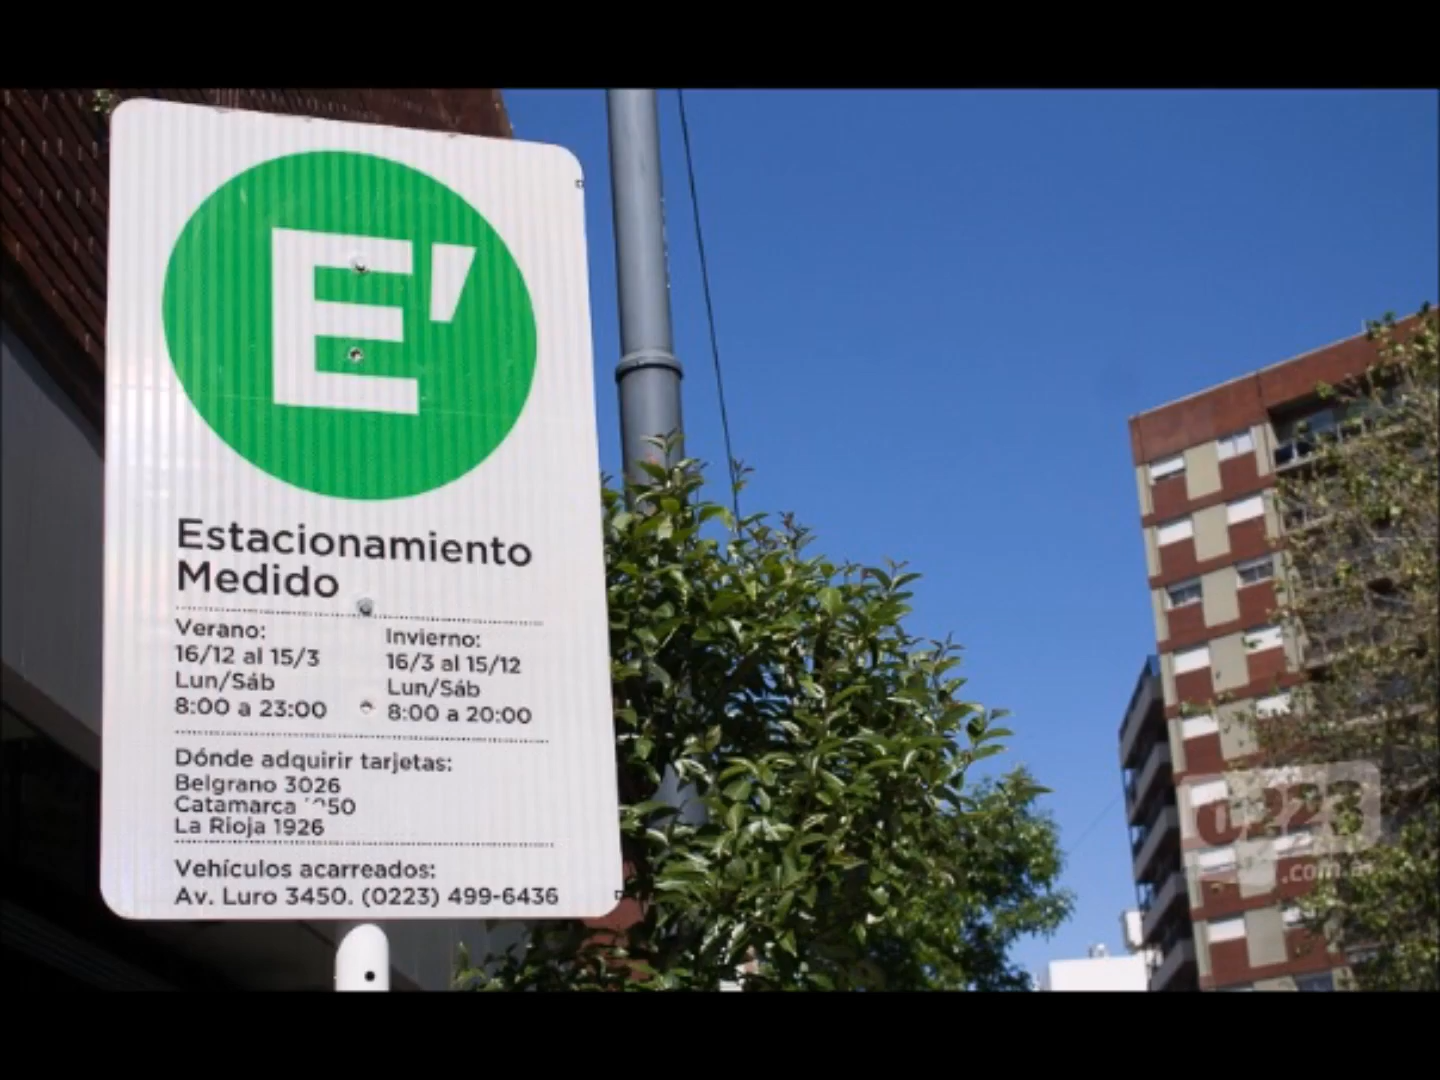 E'
Estacionamiento
Medido
Verano:
16/12 al 15/3
Lun/Sáb
8:00 a 23:00
Invierno:
16/3 al 15/12
Lun/Sáb
8:00 a 20:00
Dónde adquirir tarjetas:
Belgrano 3026
Catamarca
La Rioja 1926
Vehículos acarreados:
Av. Luro 3450. (0223) 499-6436
0223
.com.ar